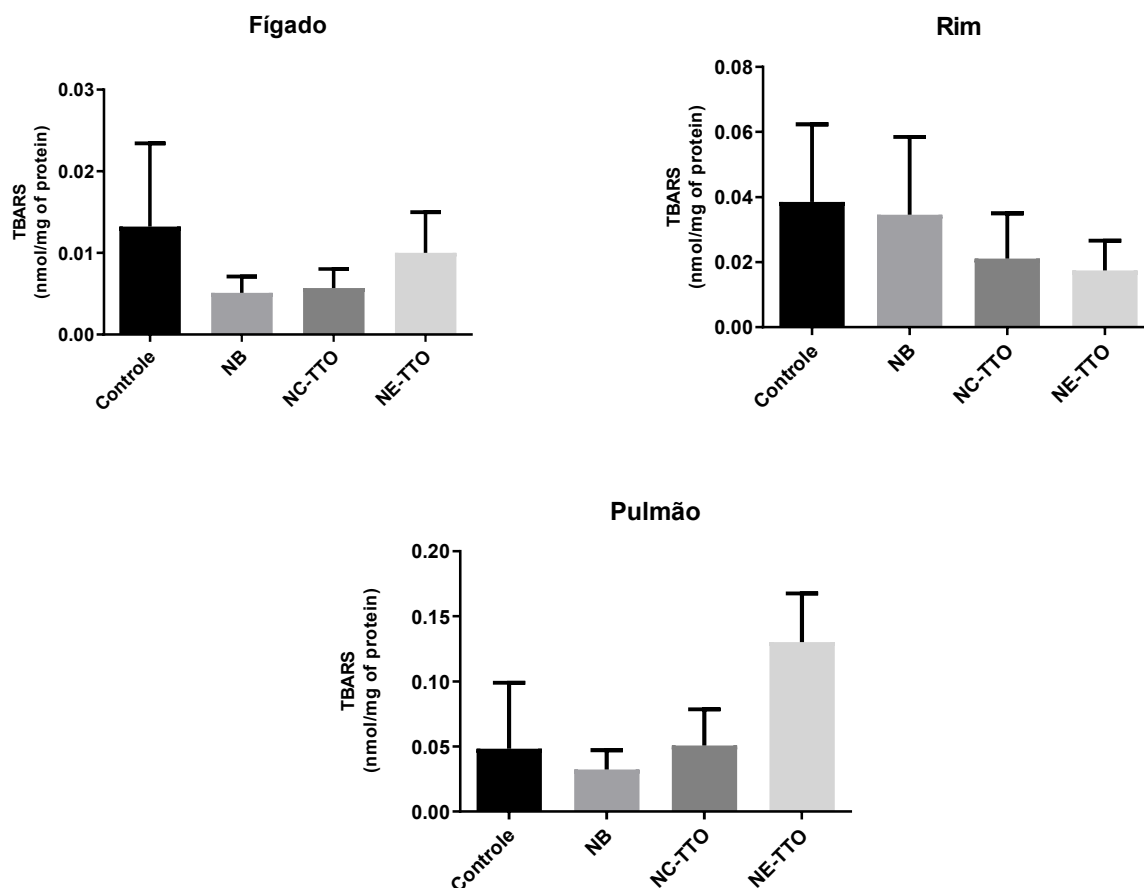 Fígado
TBARS
(nmol/mg of protein)
0.03
0.02
0.01
0.00
Controle
NB
NC-TTO
NE-TTO
Rim
TBARS
(nmol/mg of protein)
0.08
0.06
0.04
0.02
0.00
Controle
NB
NC-TTO
NE-TTO
Pulmão
TBARS
(nmol/mg of protein)
0.20
0.15
0.10
0.05
0.00
Controle
NB
NC-TTO
NE-TTO